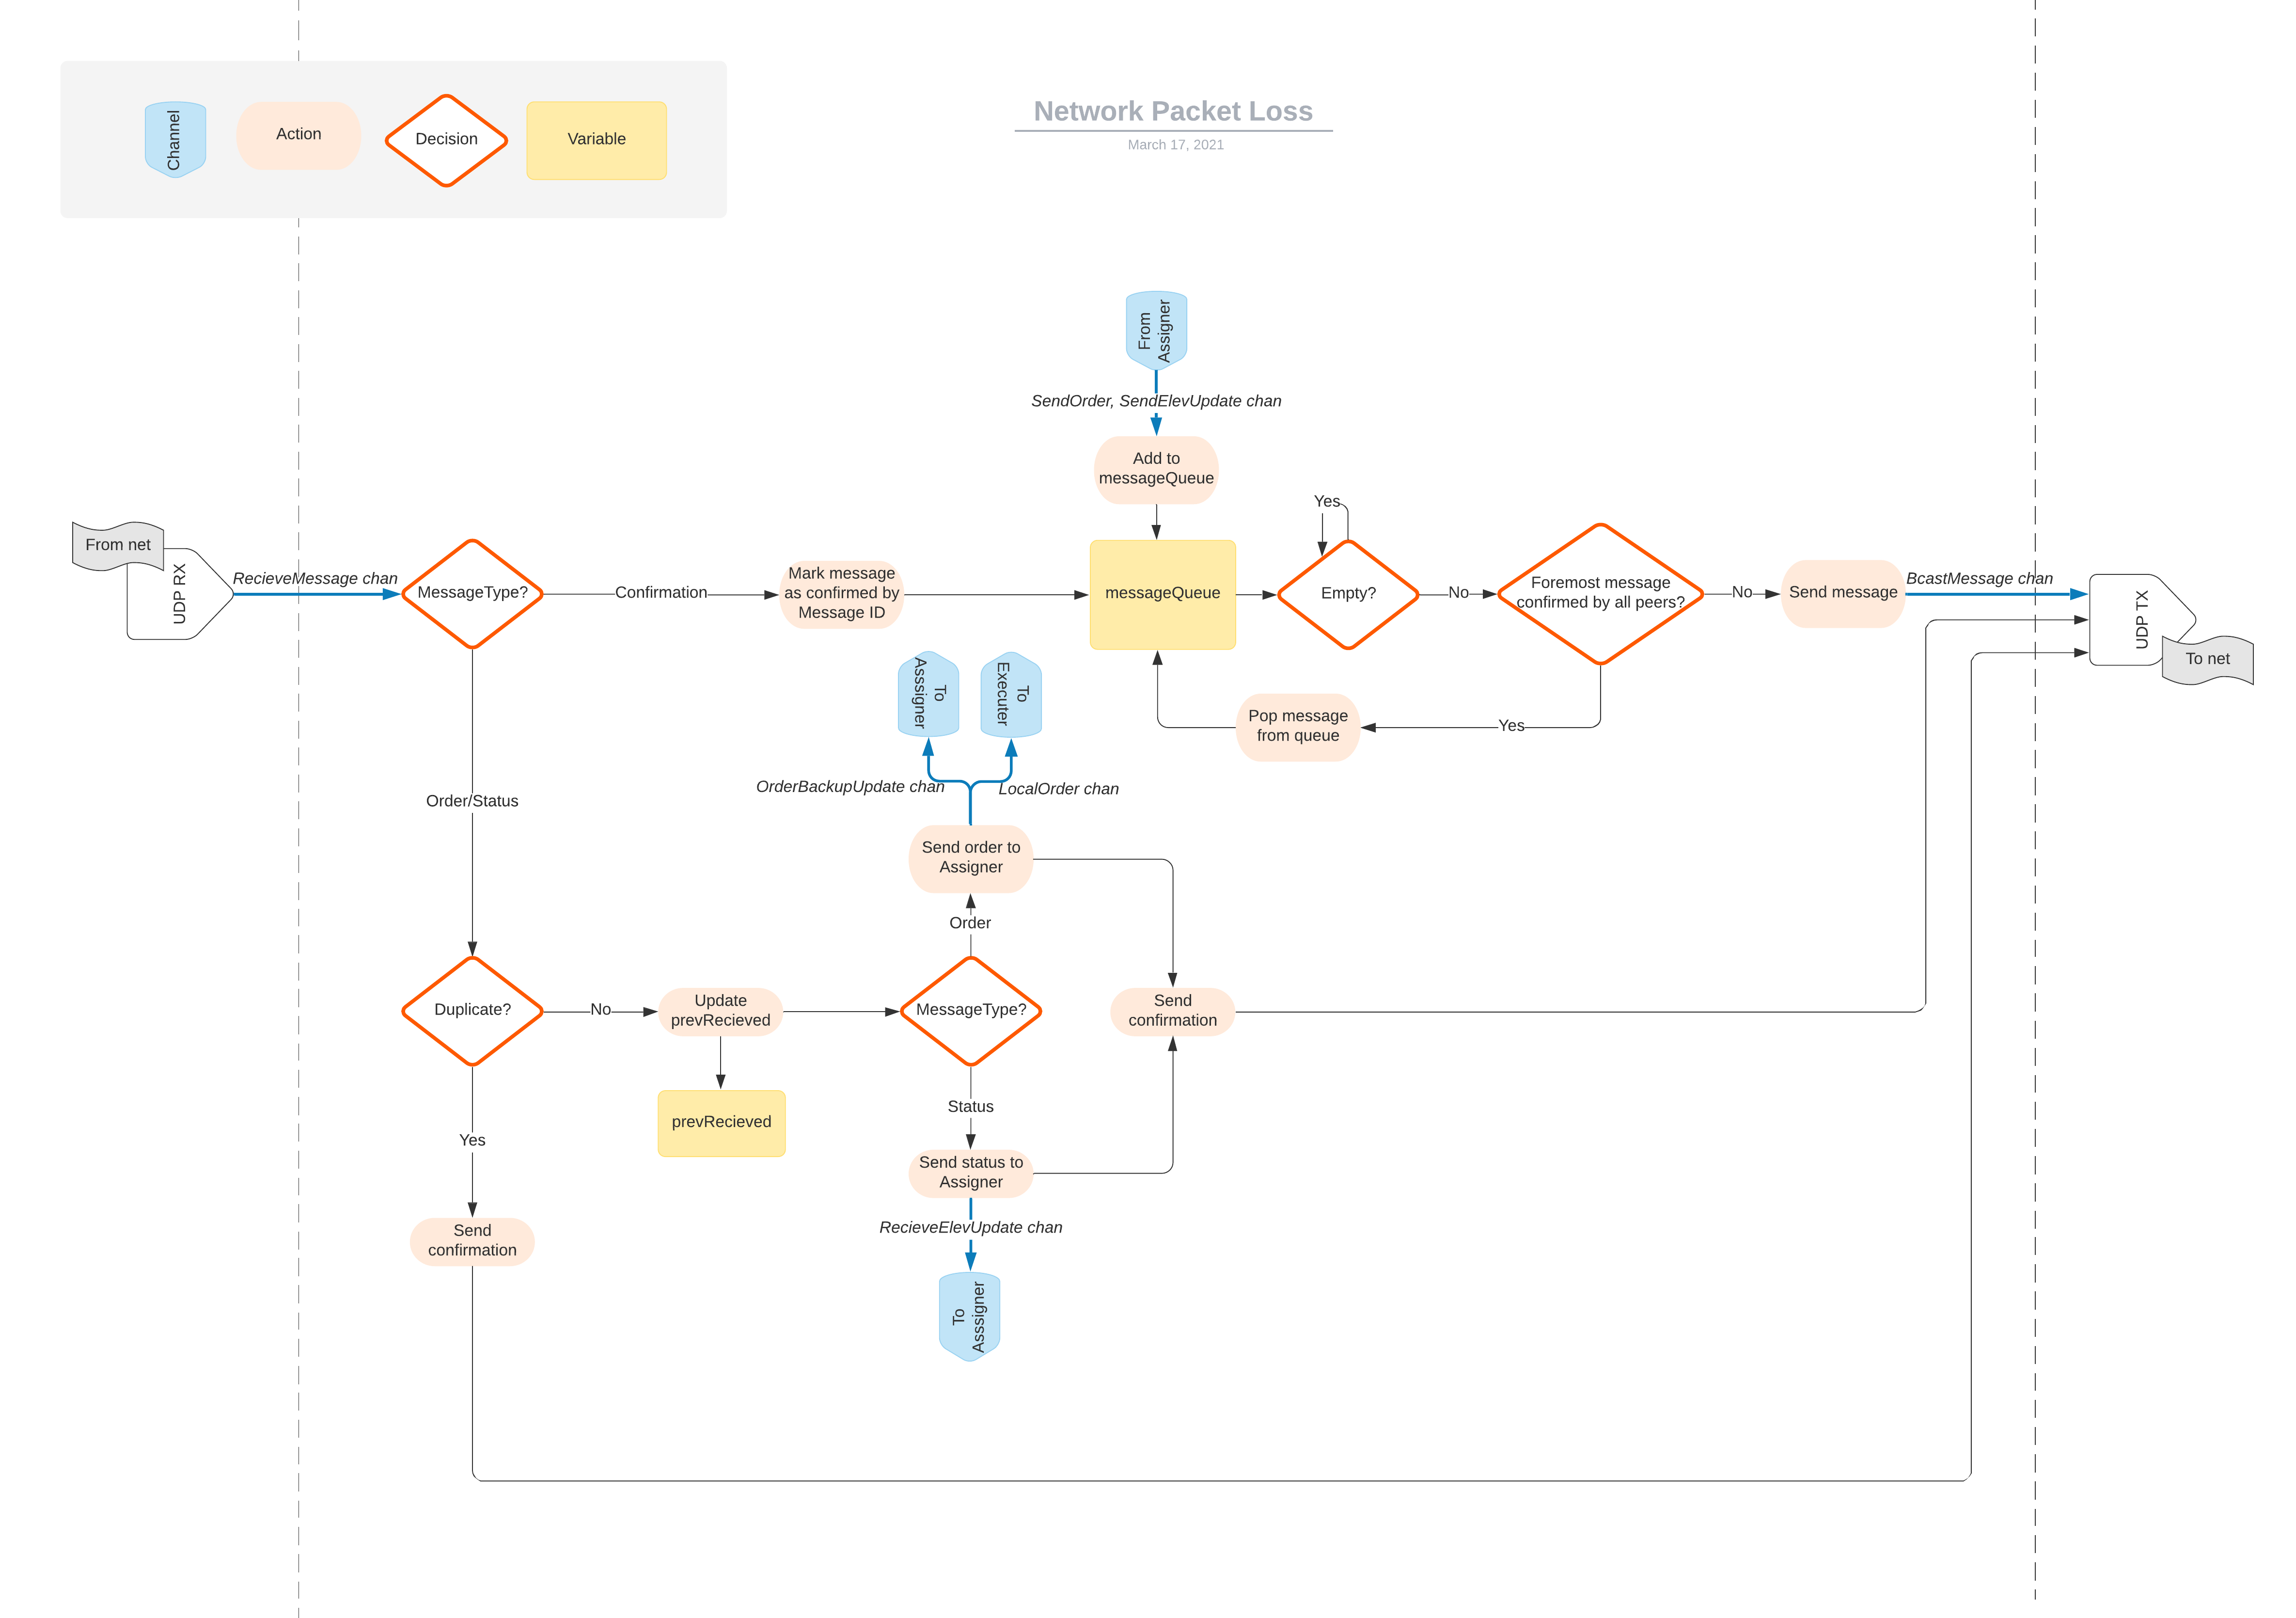 Network Packet Loss
March 17, 2021
Channel
Action
Decision
Variable
From
Assigner
SendOrder, SendElevUpdate chan
Add to
messageQueue
From net
UDP RX
RecieveMessage chan
MessageType?
Confirmation
Mark message
as confirmed by
Message ID
messageQueue
Yes
Empty?
No
Foremost message
confirmed by all peers?
No
Send message
BcastMessage chan
UDP TX
To net
Yes
Pop message
from queue
To
Asssigner
To
Executer
OrderBackupUpdate chan
LocalOrder chan
Order/Status
Send order to
Assigner
Order
Duplicate?
No
Update
prevRecieved
MessageType?
Send
confirmation
prevRecieved
Status
Yes
Send status to
Assigner
Send
confirmation
RecieveElevUpdate chan
To
Asssigner